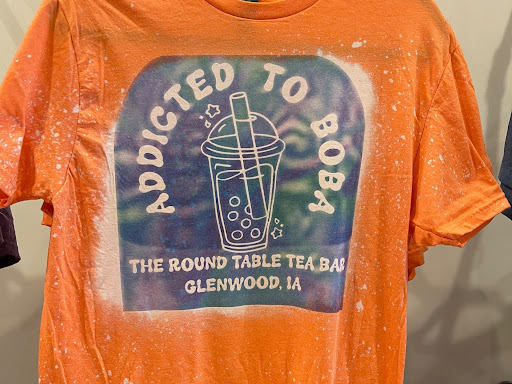 ADDICTED TO BOBA
THE ROUND TABLE TEA BAR
GLENWOOD, IA